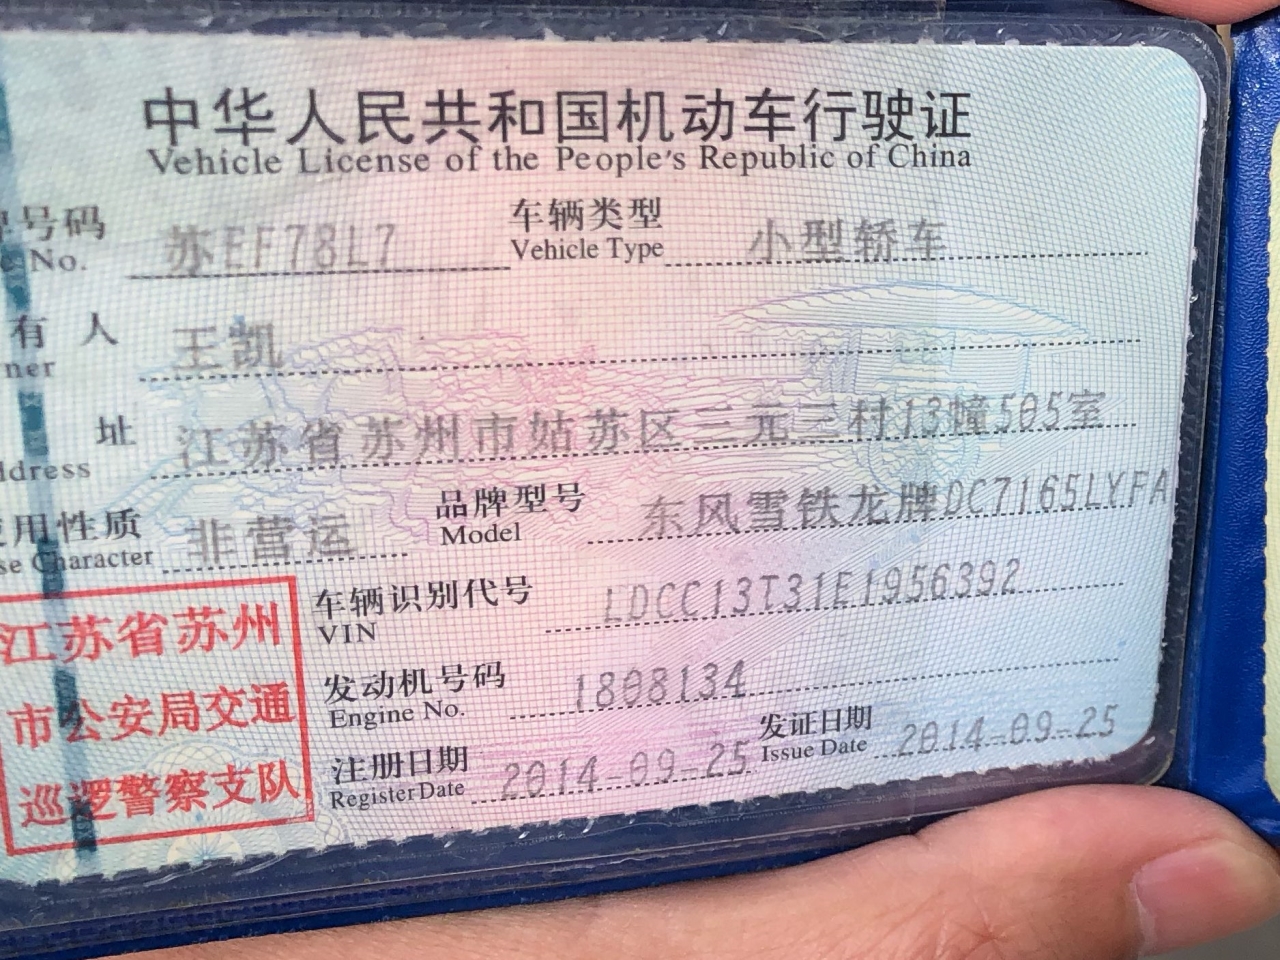 中华人民共和国机动车行驶证
Vehicle License of the People's Republic of China
号码 苏EF78L7 车辆类型 小型轿车
No. Vehicle Type
有人 王凯
ner
址 江苏省苏州市姑苏区三元三村13幢505室
ddress
使用性质 非营运 品牌型号 东风雪铁龙牌DC7165LYFA
se Character Model
车辆识别代号 LDCC13T31E1956392
VIN
发动机号码 1808134
Engine No.
注册日期 2014-09-25 发证日期 2014-09-25
Register Date Issue Date
江苏省苏州
市公安局交通
巡逻警察支队